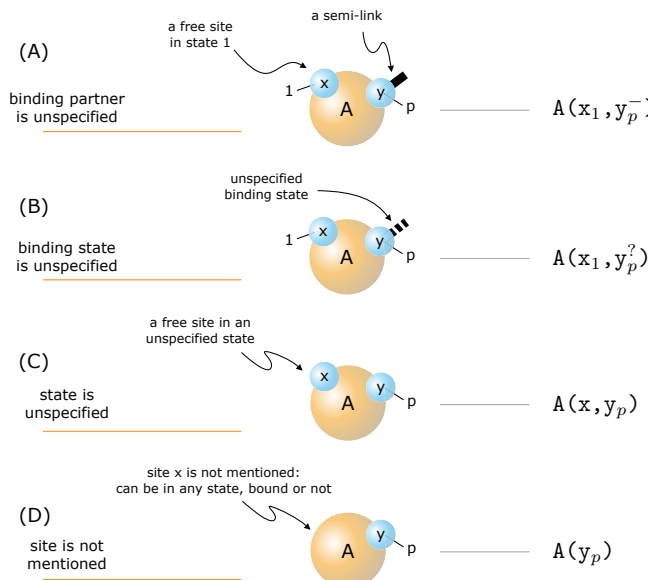 a semi-link
a free site
in state 1
(A)
x
y
1
A
p
binding partner
is unspecified
A(x₁,y⁻ₚ)
unspecified
binding state
(B)
x
y
1
A
p
binding state
is unspecified
A(x₁,y?ₚ)
a free site in an
unspecified state
(C)
x
y
A
p
state is
unspecified
A(x,yₚ)
site x is not mentioned:
can be in any state, bound or not
(D)
y
A
p
site is not
mentioned
A(yₚ)